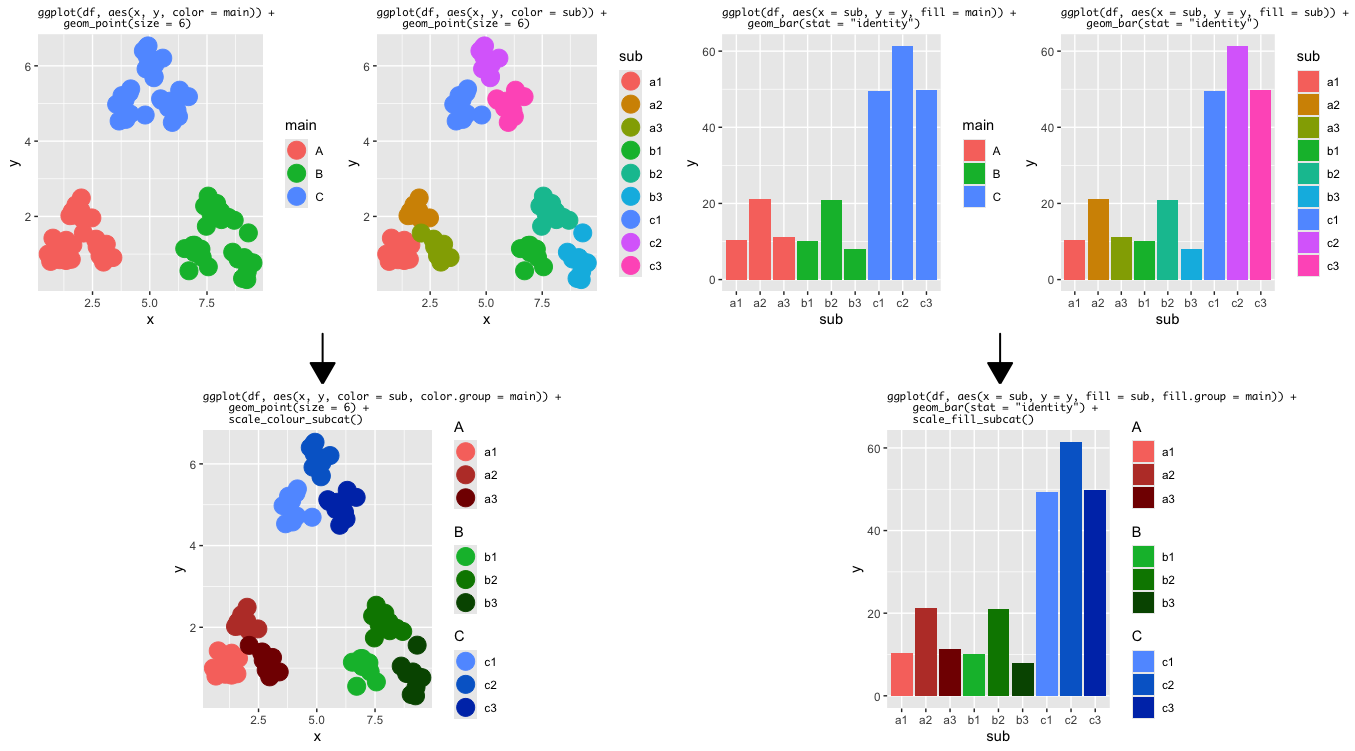 ggplot(df, aes(x, y, color = main)) +
geom_point(size = 6)
6
4
2
y
2.5
5.0
7.5
x
main
A
B
C
ggplot(df, aes(x, y, color = sub)) +
geom_point(size = 6)
6
4
2
y
2.5
5.0
7.5
x
sub
a1
a2
a3
b1
b2
b3
c1
c2
c3
ggplot(df, aes(x = sub, y = y, fill = main)) +
geom_bar(stat = "identity")
60
40
20
0
y
a1 a2 a3 b1 b2 b3 c1 c2 c3
sub
main
A
B
C
ggplot(df, aes(x = sub, y = y, fill = sub)) +
geom_bar(stat = "identity")
60
40
20
0
y
a1 a2 a3 b1 b2 b3 c1 c2 c3
sub
sub
a1
a2
a3
b1
b2
b3
c1
c2
c3
ggplot(df, aes(x, y, color = sub, color.group = main)) +
geom_point(size = 6) +
scale_colour_subcat()
6
4
2
y
2.5
5.0
7.5
x
A
a1
a2
a3
B
b1
b2
b3
C
c1
c2
c3
ggplot(df, aes(x = sub, y = y, fill = sub, fill.group = main)) +
geom_bar(stat = "identity") +
scale_fill_subcat()
60
40
20
0
y
a1 a2 a3 b1 b2 b3 c1 c2 c3
sub
A
a1
a2
a3
B
b1
b2
b3
C
c1
c2
c3